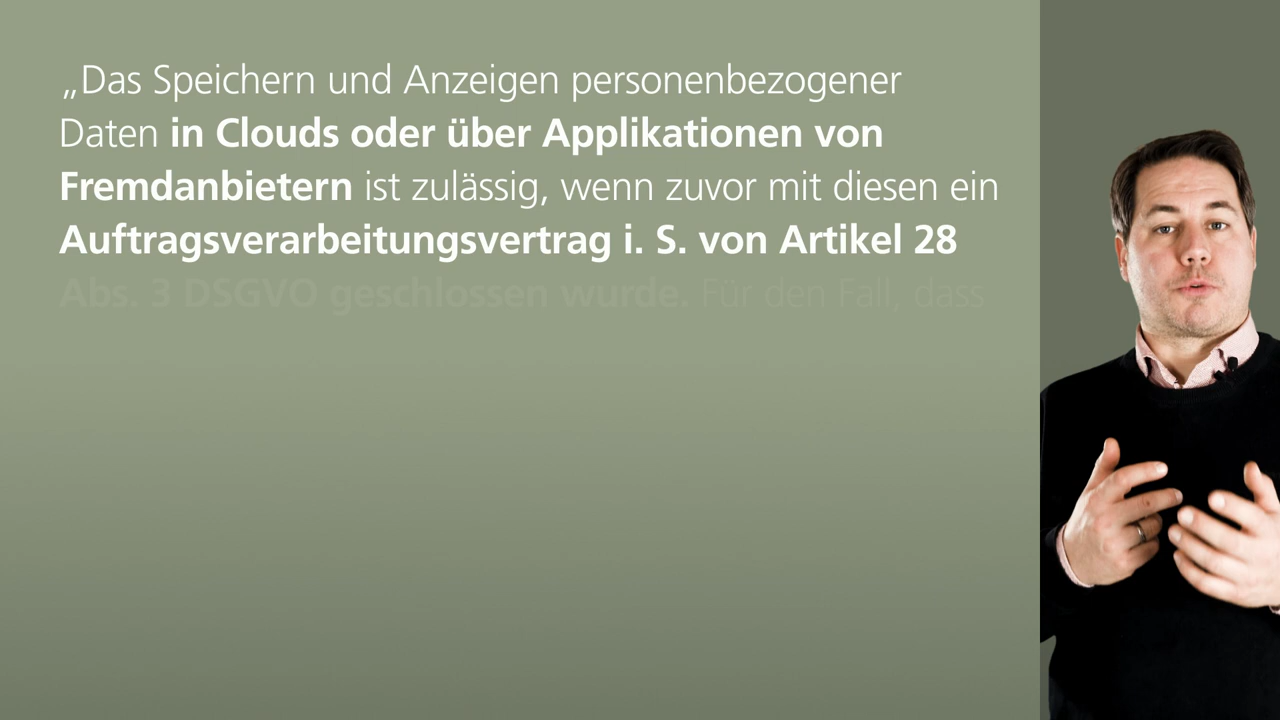 „Das Speichern und Anzeigen personenbezogener
Daten in Clouds oder über Applikationen von
Fremdanbietern ist zulässig, wenn zuvor mit diesen ein
Auftragsverarbeitungsvertrag i. S. von Artikel 28
Abs. 3 DSGVO geschlossen wurde. Für den Fall, dass